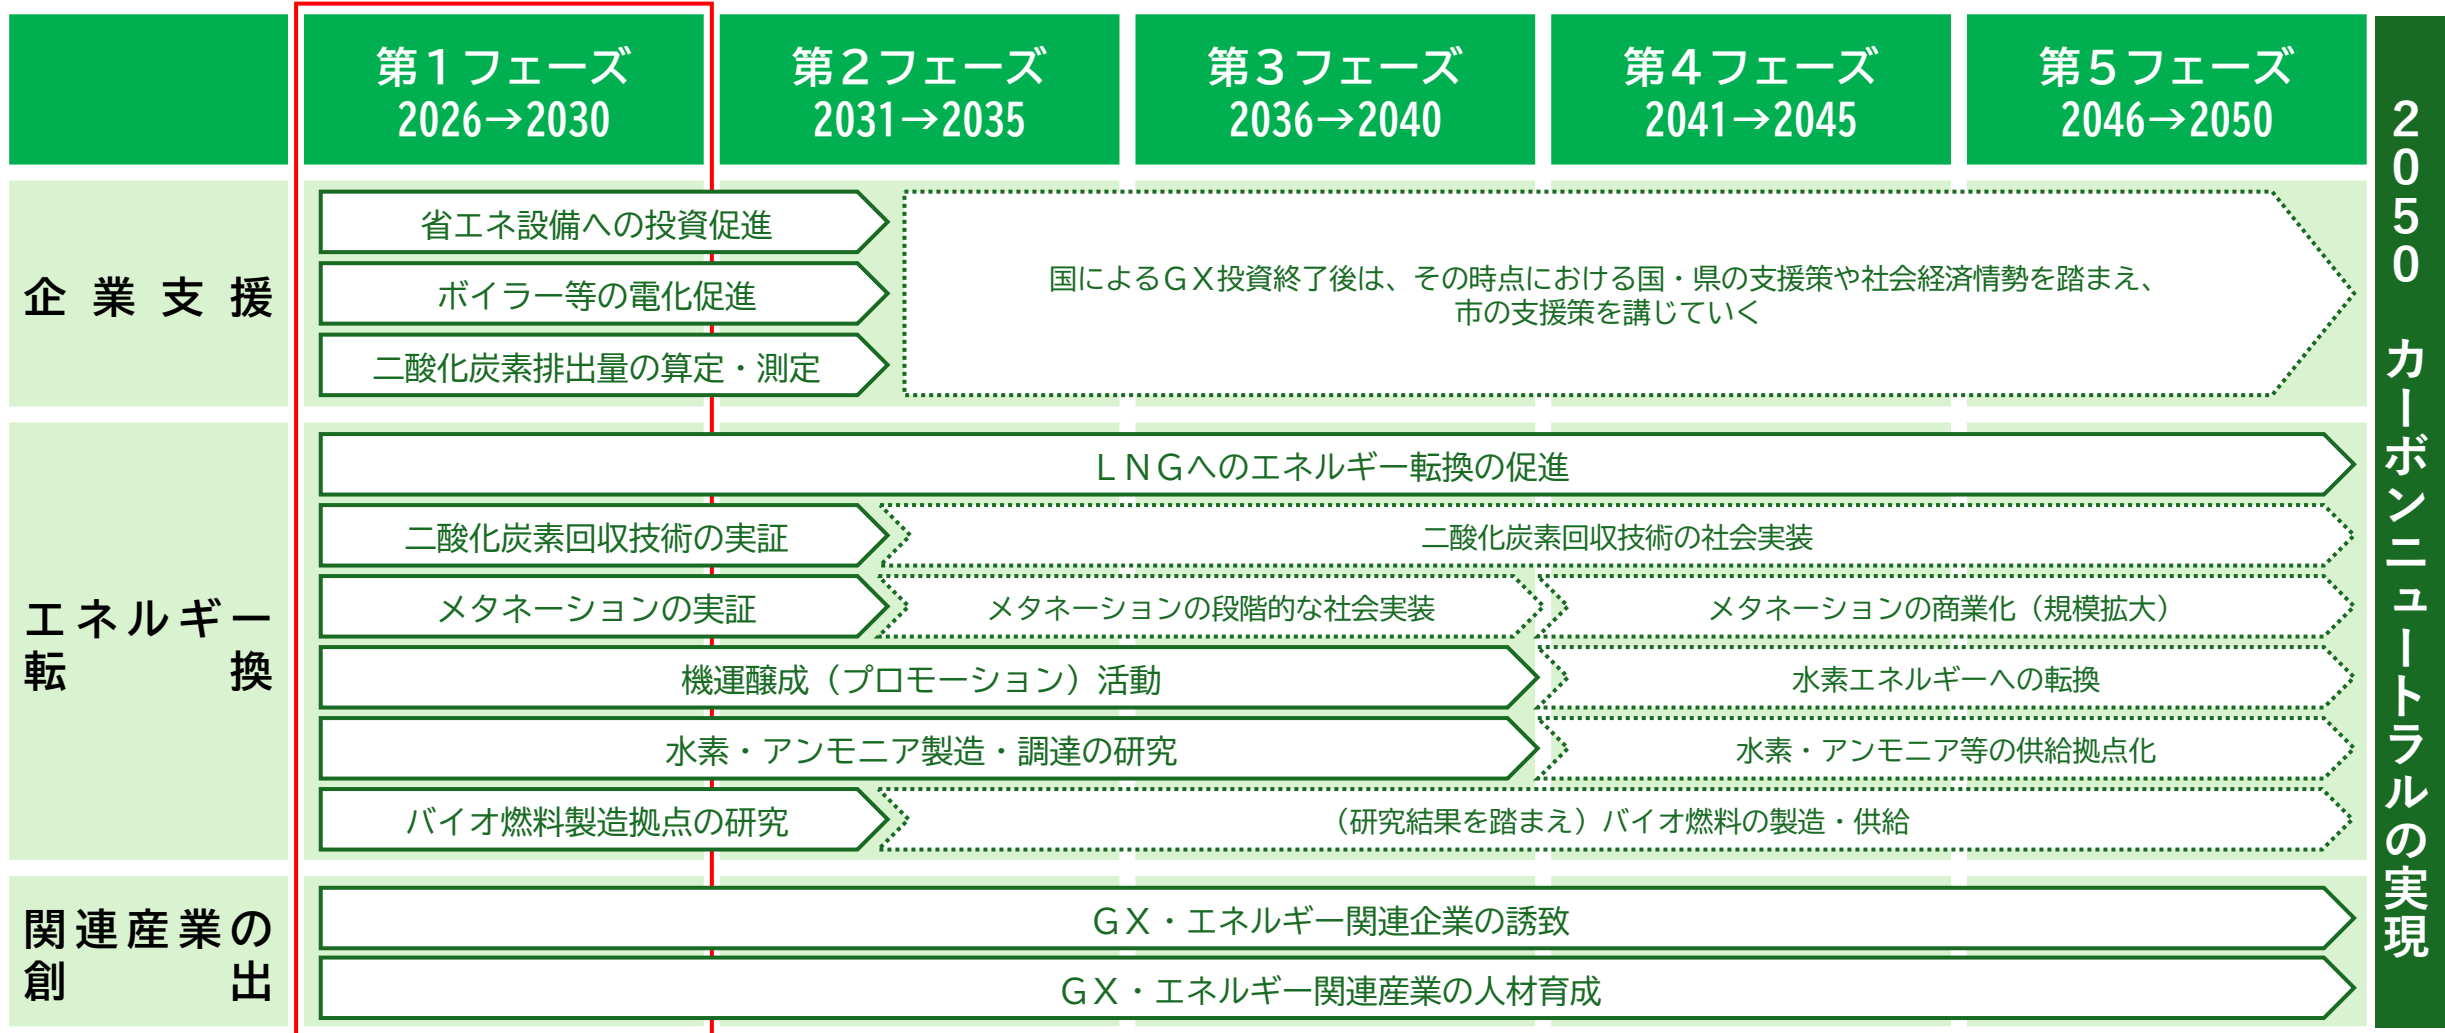 第１フェーズ
2026→2030
第２フェーズ
2031→2035
第３フェーズ
2036→2040
第４フェーズ
2041→2045
第５フェーズ
2046→2050
企業支援
省エネ設備への投資促進
ボイラー等の電化促進
二酸化炭素排出量の算定・測定
国によるＧＸ投資終了後は、その時点における国・県の支援策や社会経済情勢を踏まえ、
市の支援策を講じていく
エネルギー
転換
ＬＮＧへのエネルギー転換の促進
二酸化炭素回収技術の実証
二酸化炭素回収技術の社会実装
メタネーションの実証
メタネーションの段階的な社会実装
メタネーションの商業化（規模拡大）
機運醸成（プロモーション）活動
水素エネルギーへの転換
水素・アンモニア製造・調達の研究
水素・アンモニア等の供給拠点化
バイオ燃料製造拠点の研究
（研究結果を踏まえ）バイオ燃料の製造・供給
関連産業の
創出
ＧＸ・エネルギー関連企業の誘致
ＧＸ・エネルギー関連産業の人材育成
２０５０　カーボンニュートラルの実現